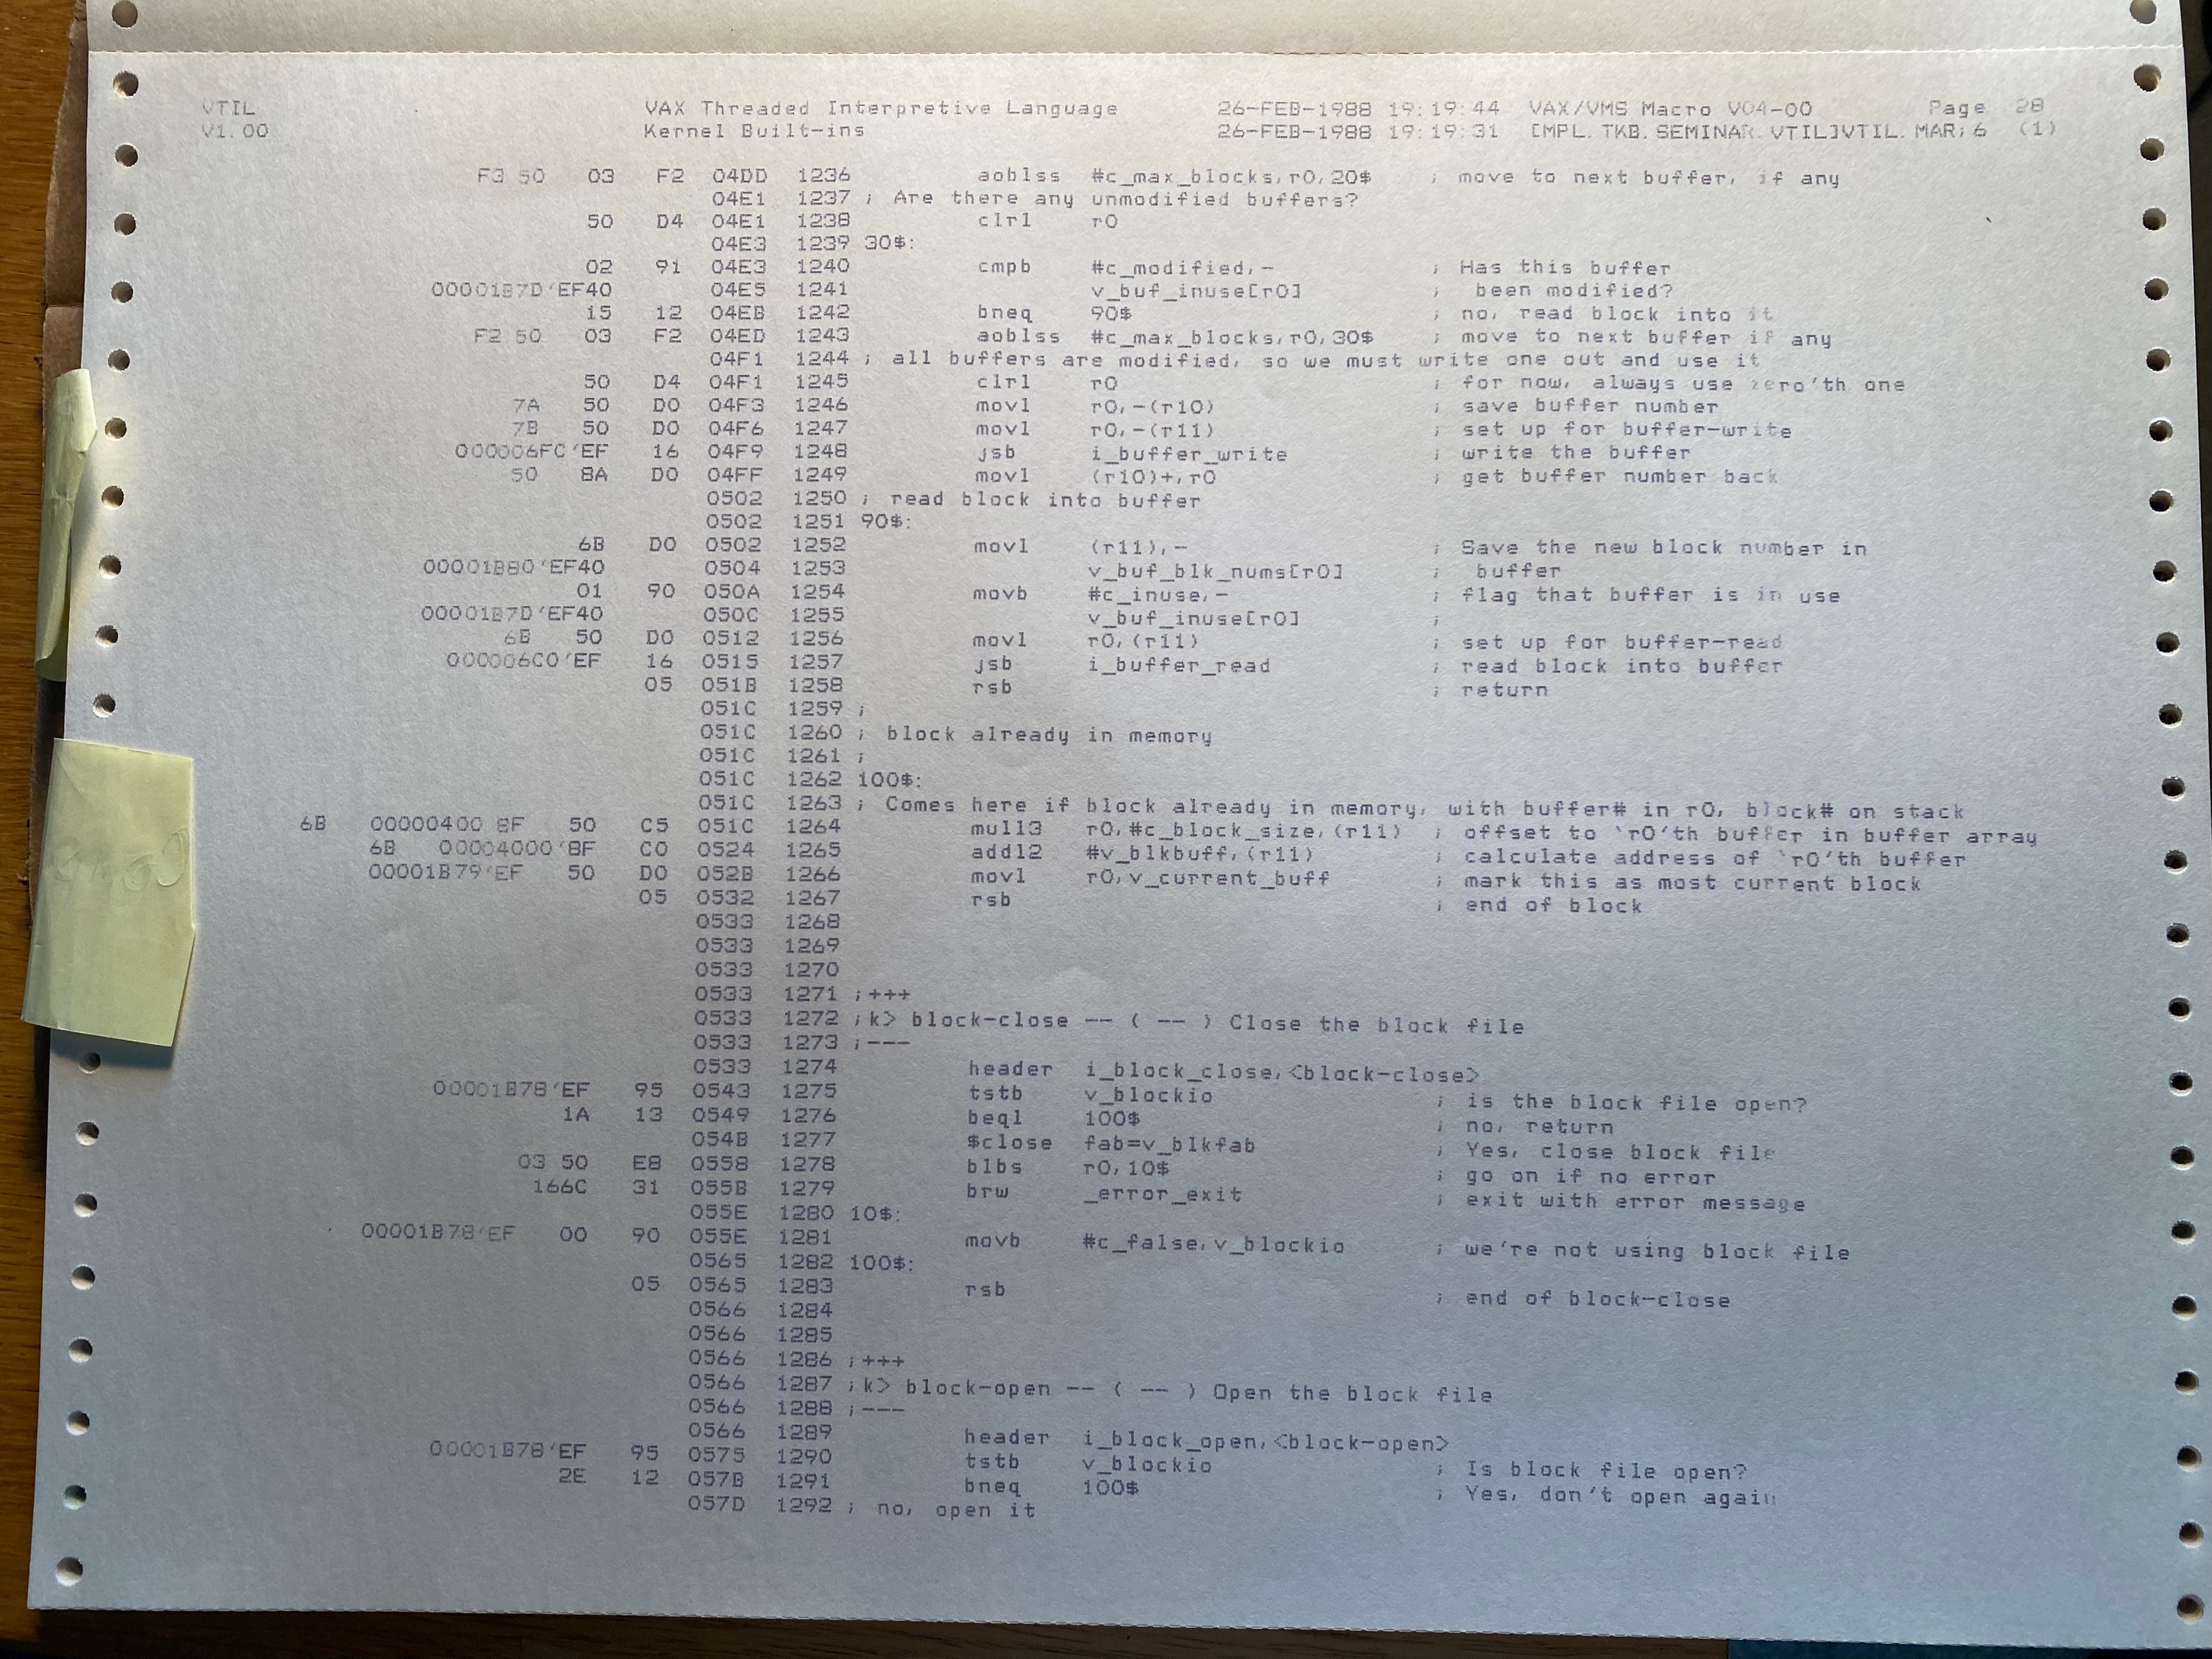 VTIL VAX Threaded Interpretive Language 26-FEB-1988 19:19:44 VAX/VMS Macro V04-00 Page 28
V1.00 Kernel Built-ins 26-FEB-1988 19:19:31 [MPL.TKB.SEMINAR.VTIL]VTIL.MAR;6 (1)
F3 50 03 F2 04DD 1236 aoblss #c_max_blocks,r0,20$ ; move to next buffer, if any
04E1 1237 ; Are there any unmodified buffers?
50 D4 04E1 1238 clrl r0
04E3 1239 30$:
02 91 04E3 1240 cmpb #c_modified,- ; Has this buffer
00001B7D'EF40 04E5 1241 v_buf_inuse[r0] ; been modified?
15 12 04EB 1242 bneq 90$ ; no, read block into it
F2 50 03 F2 04ED 1243 aoblss #c_max_blocks,r0,30$ ; move to next buffer if any
04F1 1244 ; all buffers are modified, so we must write one out and use it
50 D4 04F1 1245 clrl r0 ; for now, always use zero'th one
7A 50 D0 04F3 1246 movl r0,-(r10) ; save buffer number
7B 50 D0 04F6 1247 movl r0,-(r11) ; set up for buffer-write
000006FC'EF 16 04F9 1248 jsb i_buffer_write ; write the buffer
50 8A D0 04FF 1249 movl (r10)+,r0 ; get buffer number back
0502 1250 ; read block into buffer
0502 1251 90$:
6B D0 0502 1252 movl (r11),- ; Save the new block number in
00001B80'EF40 0504 1253 v_buf_blk_nums[r0] ; buffer
01 90 050A 1254 movb #c_inuse,- ; flag that buffer is in use
00001B7D'EF40 050C 1255 v_buf_inuse[r0] ;
6B 50 D0 0512 1256 movl r0,(r11) ; set up for buffer-read
000006C0'EF 16 0515 1257 jsb i_buffer_read ; read block into buffer
05 051B 1258 rsb ; return
051C 1259 ;
051C 1260 ; block already in memory
051C 1261 ;
051C 1262 100$:
051C 1263 ; Comes here if block already in memory, with buffer# in r0, block# on stack
6B 00000400 8F 50 C5 051C 1264 mull3 r0,#c_block_size,(r11) ; offset to `r0'th buffer in buffer array
6B 00004000'8F C0 0524 1265 addl2 #v_blkbuff,(r11) ; calculate address of `r0'th buffer
00001B79'EF 50 D0 052B 1266 movl r0,v_current_buff ; mark this as most current block
05 0532 1267 rsb ; end of block
0533 1268
0533 1269
0533 1270
0533 1271 ;+++
0533 1272 ;k> block-close -- ( -- ) Close the block file
0533 1273 ;---
0533 1274 header i_block_close,<block-close>
00001B78'EF 95 0543 1275 tstb v_blockio ; is the block file open?
1A 13 0549 1276 beql 100$ ; no, return
054B 1277 $close fab=v_blkfab ; Yes, close block file
03 50 E8 0558 1278 blbs r0,10$ ; go on if no error
166C 31 055B 1279 brw _error_exit ; exit with error message
055E 1280 10$:
00001B78'EF 00 90 055E 1281 movb #c_false,v_blockio ; we're not using block file
0565 1282 100$:
05 0565 1283 rsb ; end of block-close
0566 1284
0566 1285
0566 1286 ;+++
0566 1287 ;k> block-open -- ( -- ) Open the block file
0566 1288 ;---
0566 1289 header i_block_open,<block-open>
00001B78'EF 95 0575 1290 tstb v_blockio ; Is block file open?
2E 12 057B 1291 bneq 100$ ; Yes, don't open again
057D 1292 ; no, open it